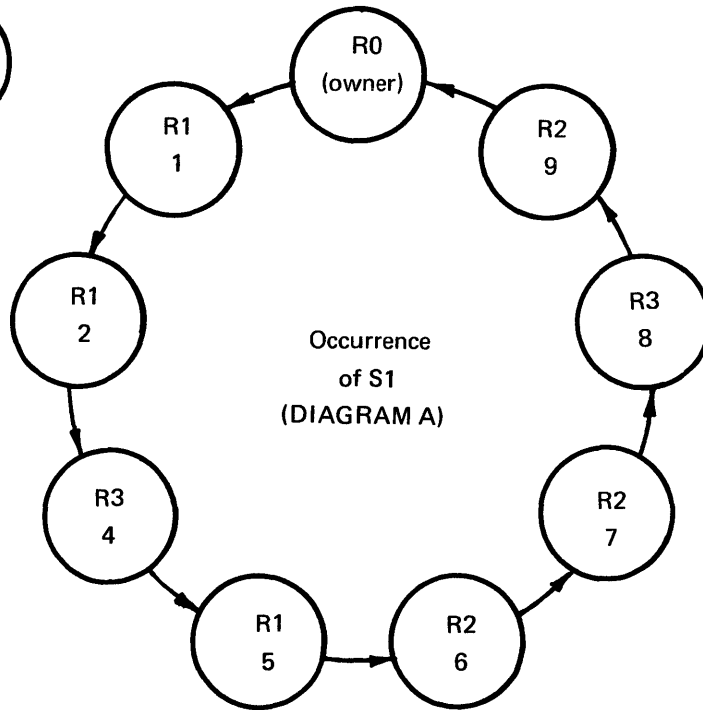 R0
(owner)
R1
1
R2
9
R1
2
R3
8
Occurrence
of S1
(DIAGRAM A)
R3
4
R2
7
R1
5
R2
6